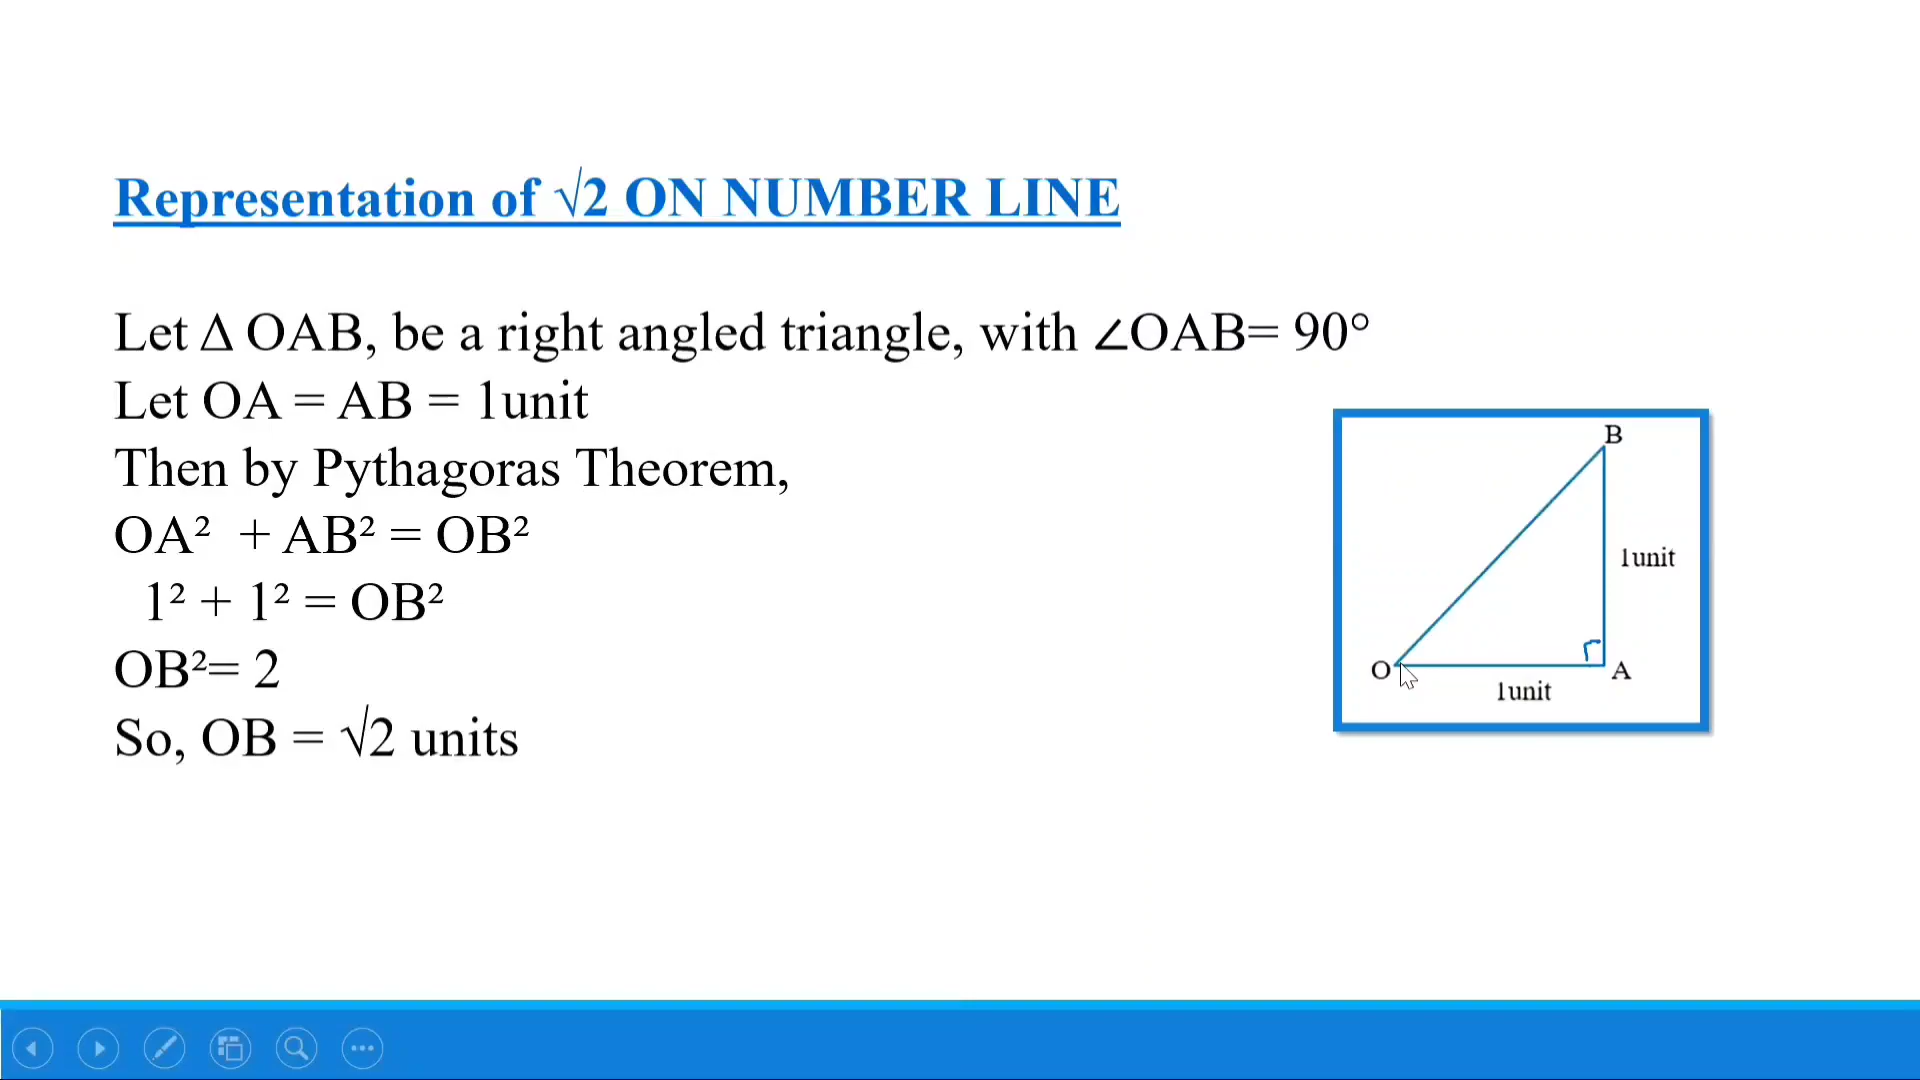 Representation of √2 ON NUMBER LINE
Let Δ OAB, be a right angled triangle, with ∠OAB= 90°
Let OA = AB = 1unit
Then by Pythagoras Theorem,
OA² + AB² = OB²
1² + 1² = OB²
OB²= 2
So, OB = √2 units
B
1unit
O
A
1unit